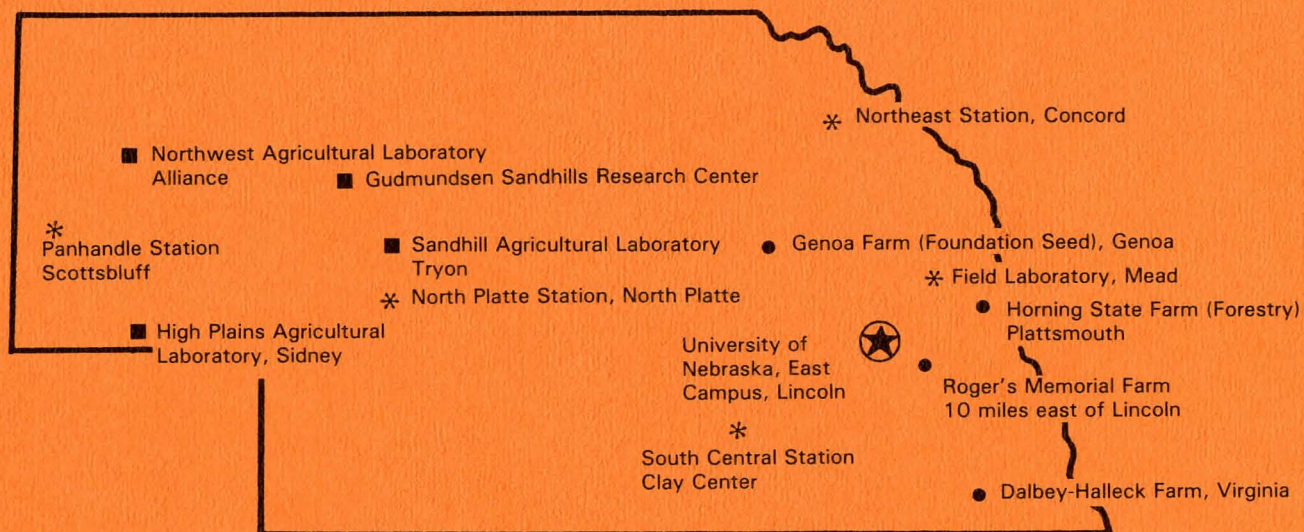 Northeast Station, Concord
Northwest Agricultural Laboratory
Alliance
Gudmundsen Sandhills Research Center
Panhandle Station
Scottsbluff
Sandhill Agricultural Laboratory
Tryon
Genoa Farm (Foundation Seed), Genoa
Field Laboratory, Mead
North Platte Station, North Platte
Horning State Farm (Forestry)
Plattsmouth
High Plains Agricultural
Laboratory, Sidney
University of
Nebraska, East
Campus, Lincoln
Roger's Memorial Farm
10 miles east of Lincoln
South Central Station
Clay Center
Dalbey-Halleck Farm, Virginia